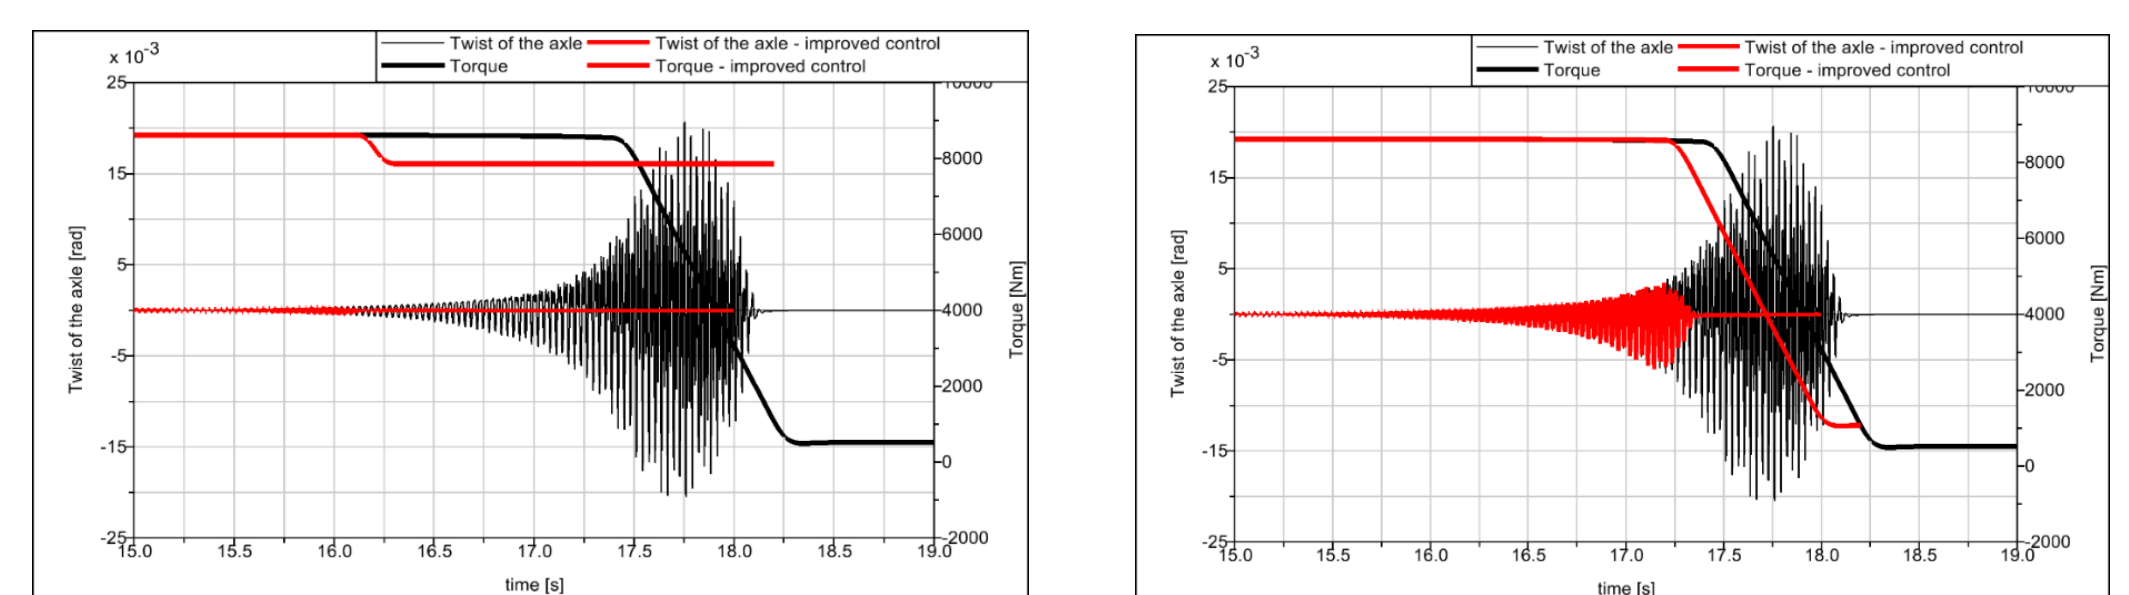 x 10-3
Twist of the axle Twist of the axle - improved control
Torque Torque - improved control
25
15
5
-5
-15
-25
10000
8000
6000
4000
2000
0
-2000
15.0 15.5 16.0 16.5 17.0 17.5 18.0 18.5 19.0
Twist of the axle [rad]
Torque [Nm]
time [s]
x 10-3
Twist of the axle Twist of the axle - improved control
Torque Torque - improved control
25
15
5
-5
-15
-25
10000
8000
6000
4000
2000
0
-2000
15.0 15.5 16.0 16.5 17.0 17.5 18.0 18.5 19.0
Twist of the axle [rad]
Torque [Nm]
time [s]